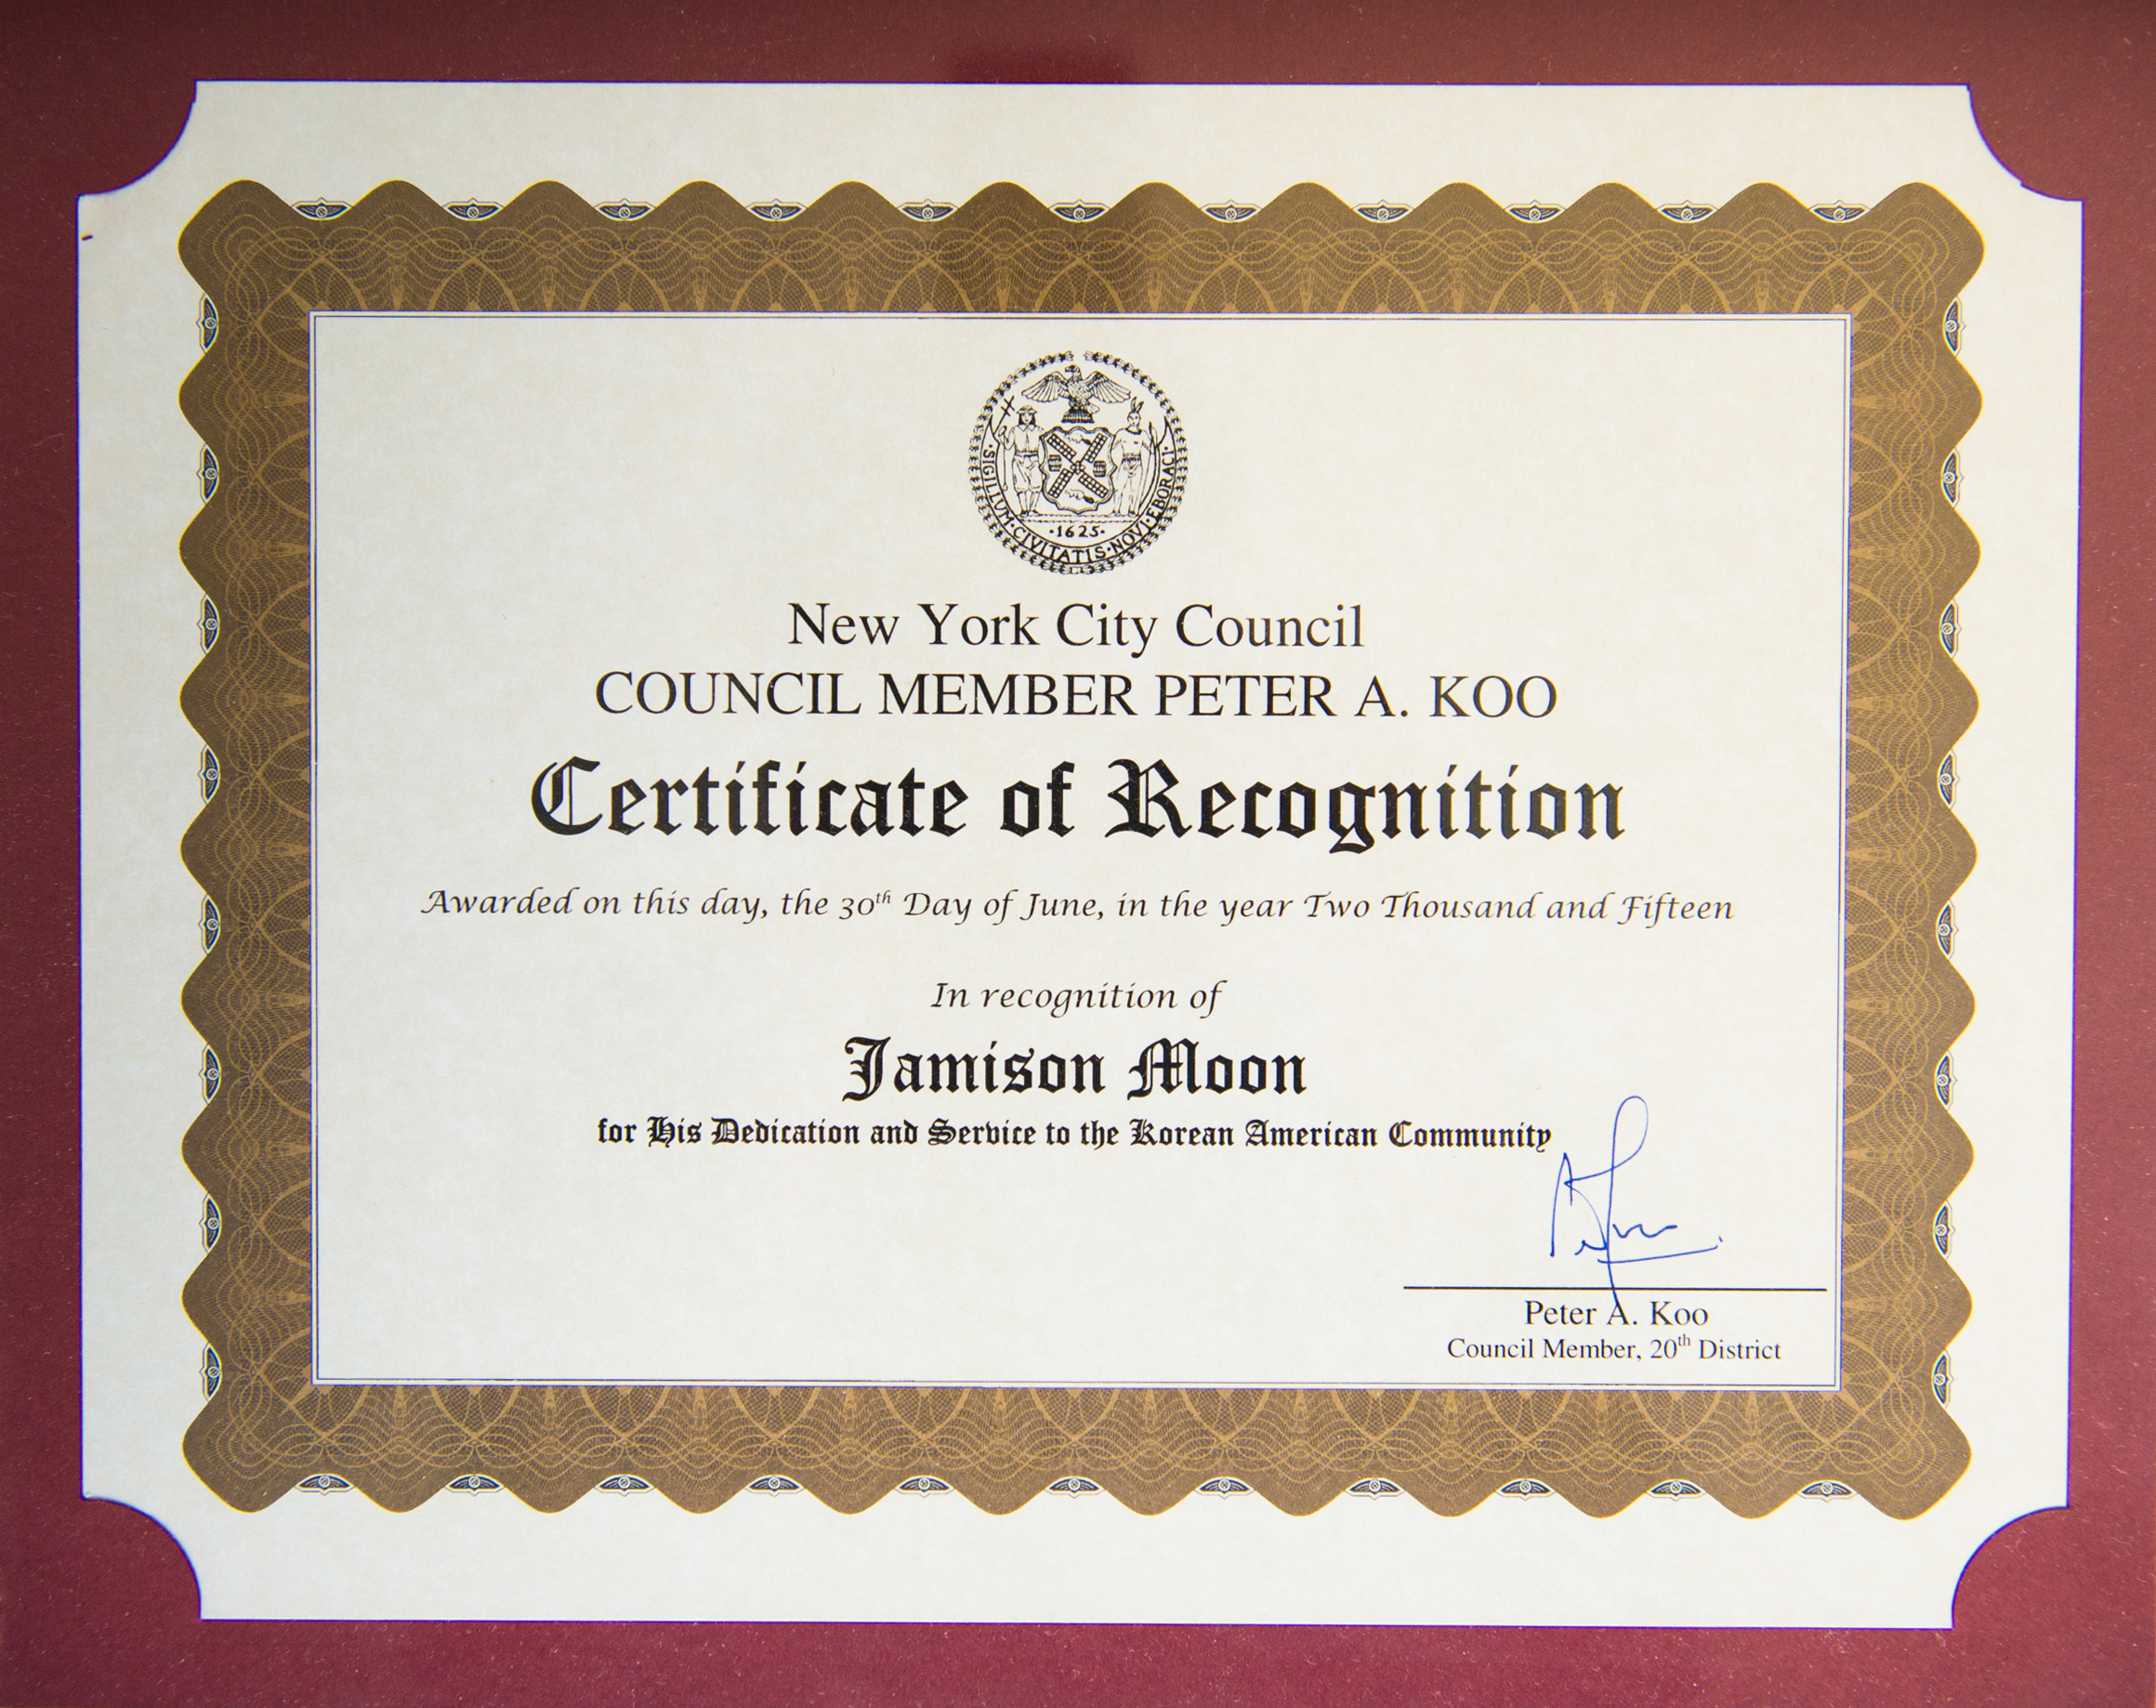 SIGILLUM·CIVITATIS·NOVI·EBORACI·
·1625·
New York City Council
COUNCIL MEMBER PETER A. KOO
Certificate of Recognition
Awarded on this day, the 30th Day of June, in the year Two Thousand and Fifteen
In recognition of
Jamison Moon
for His Dedication and Service to the Korean American Community
Peter A. Koo
Council Member, 20th District